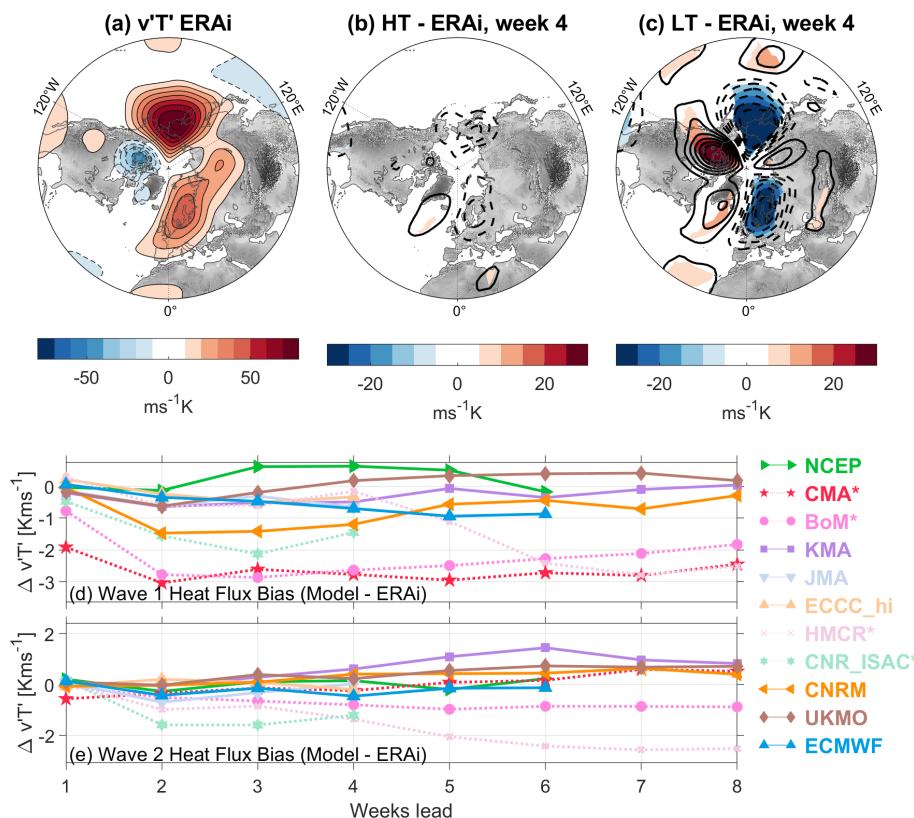 (a) v'T' ERAi
(b) HT - ERAi, week 4
(c) LT - ERAi, week 4
120°W
120°E
0°
120°W
120°E
0°
120°W
120°E
0°
-50
0
50
ms⁻¹K
-20
0
20
ms⁻¹K
-20
0
20
ms⁻¹K
Δ v'T' [Kms⁻¹]
0
-1
-2
-3
(d) Wave 1 Heat Flux Bias (Model - ERAi)
Δ v'T' [Kms⁻¹]
2
0
-2
(e) Wave 2 Heat Flux Bias (Model - ERAi)
1 2 3 4 5 6 7 8
Weeks lead
NCEP
CMA*
BoM*
KMA
JMA
ECCC_hi
HMCR*
CNR_ISAC*
CNRM
UKMO
ECMWF